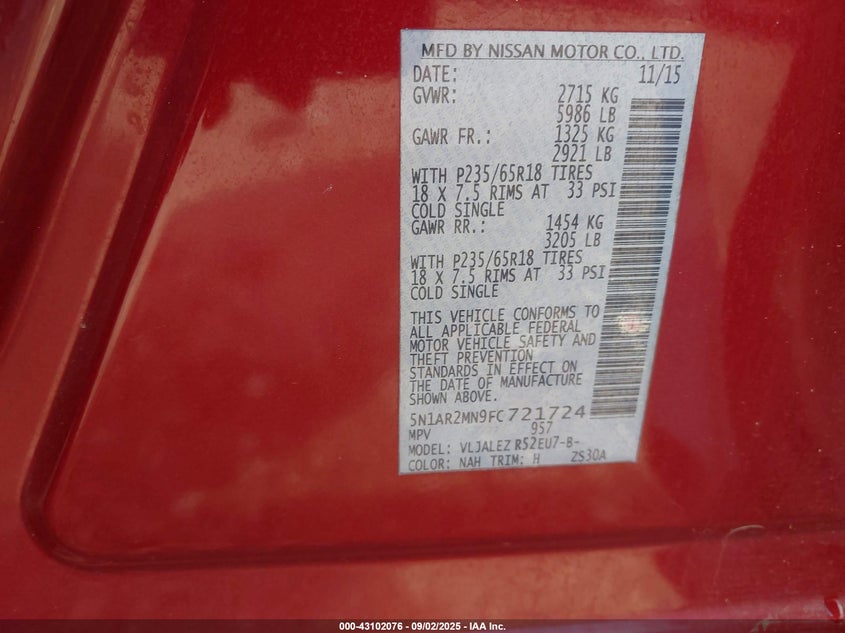 MFD BY NISSAN MOTOR CO., LTD.
DATE: 11/15
GVWR: 2715 KG
5986 LB
GAWR FR.: 1325 KG
2921 LB
WITH P235/65R18 TIRES
18 X 7.5 RIMS AT 33 PSI
COLD SINGLE
GAWR RR.: 1454 KG
3205 LB
WITH P235/65R18 TIRES
18 X 7.5 RIMS AT 33 PSI
COLD SINGLE
THIS VEHICLE CONFORMS TO
ALL APPLICABLE FEDERAL
MOTOR VEHICLE SAFETY AND
THEFT PREVENTION
STANDARDS IN EFFECT ON
THE DATE OF MANUFACTURE
SHOWN ABOVE.
5N1AR2MN9FC721724
MPV 957
MODEL: VLJALEZ R52EU7-B-
COLOR: NAH TRIM: H ZS30A
000-43102076 - 09/02/2025 - IAA Inc.